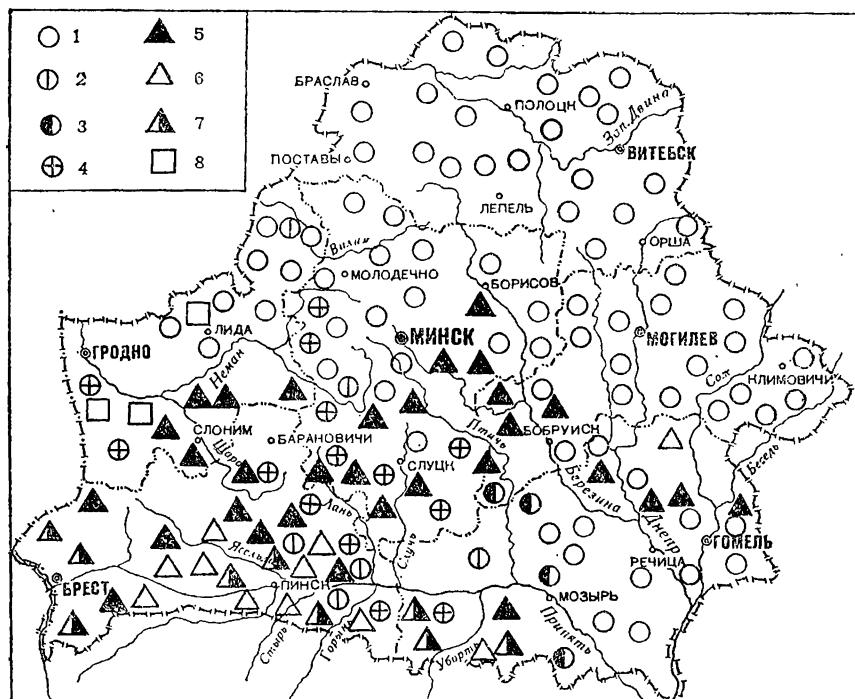 1 5
2 6
3 7
4 8
БРАСЛАВ
ПОЛОЦК
Зап. Двина
ПОСТАВЫ
ВИТЕБСК
ЛЕПЕЛЬ
ОРША
Вилия
МОЛОДЕЧНО
БОРИСОВ
ЛИДА
МИНСК
МОГИЛЕВ
ГРОДНО
Неман
Сож
КЛИМОВИЧИ
Птичь
СЛОНИМ
БАРАНОВИЧИ
БОБРУЙСК
Щара
СЛУЦК
Березина
Беседь
Лань
Случь
Днепр
Ясельда
ГОМЕЛЬ
РЕЧИЦА
БРЕСТ
ПИНСК
МОЗЫРЬ
Стырь
Горынь
Уборть
Припять